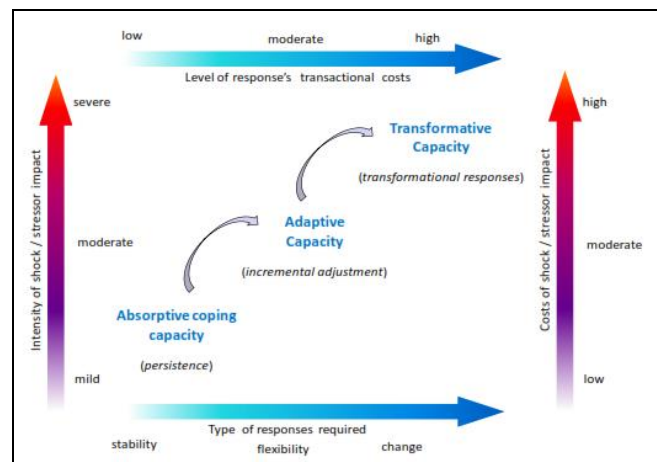 low moderate high
Level of response's transactional costs
severe
high
Transformative
Capacity
(transformational responses)
Adaptive
Capacity
(incremental adjustment)
moderate
moderate
Intensity of shock / stressor impact
Costs of shock / stressor impact
Absorptive coping
capacity
(persistence)
mild
low
Type of responses required
stability flexibility change